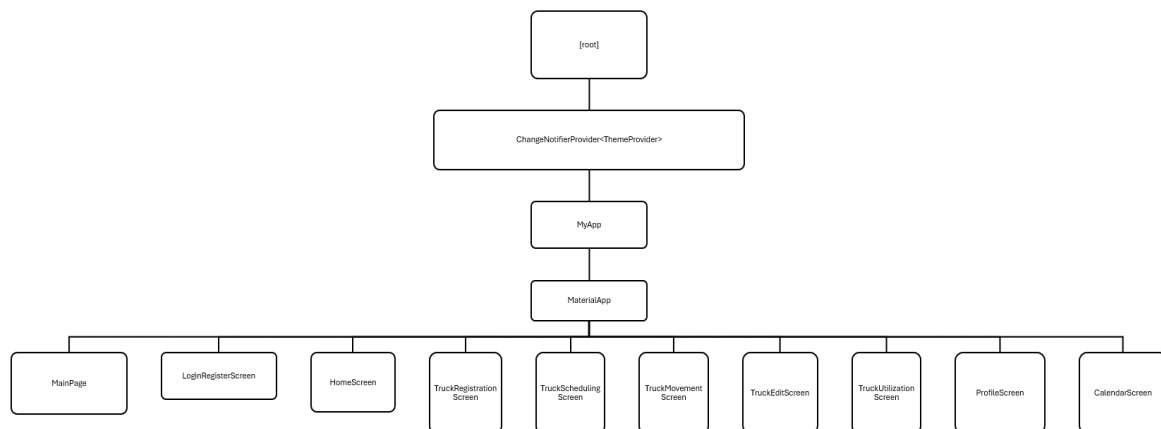 [root]
ChangeNotifierProvider<ThemeProvider>
MyApp
MaterialApp
MainPage
LoginRegisterScreen
HomeScreen
TruckRegistration
Screen
TruckScheduling
Screen
TruckMovement
Screen
TruckEditScreen
TruckUtilization
Screen
ProfileScreen
CalendarScreen